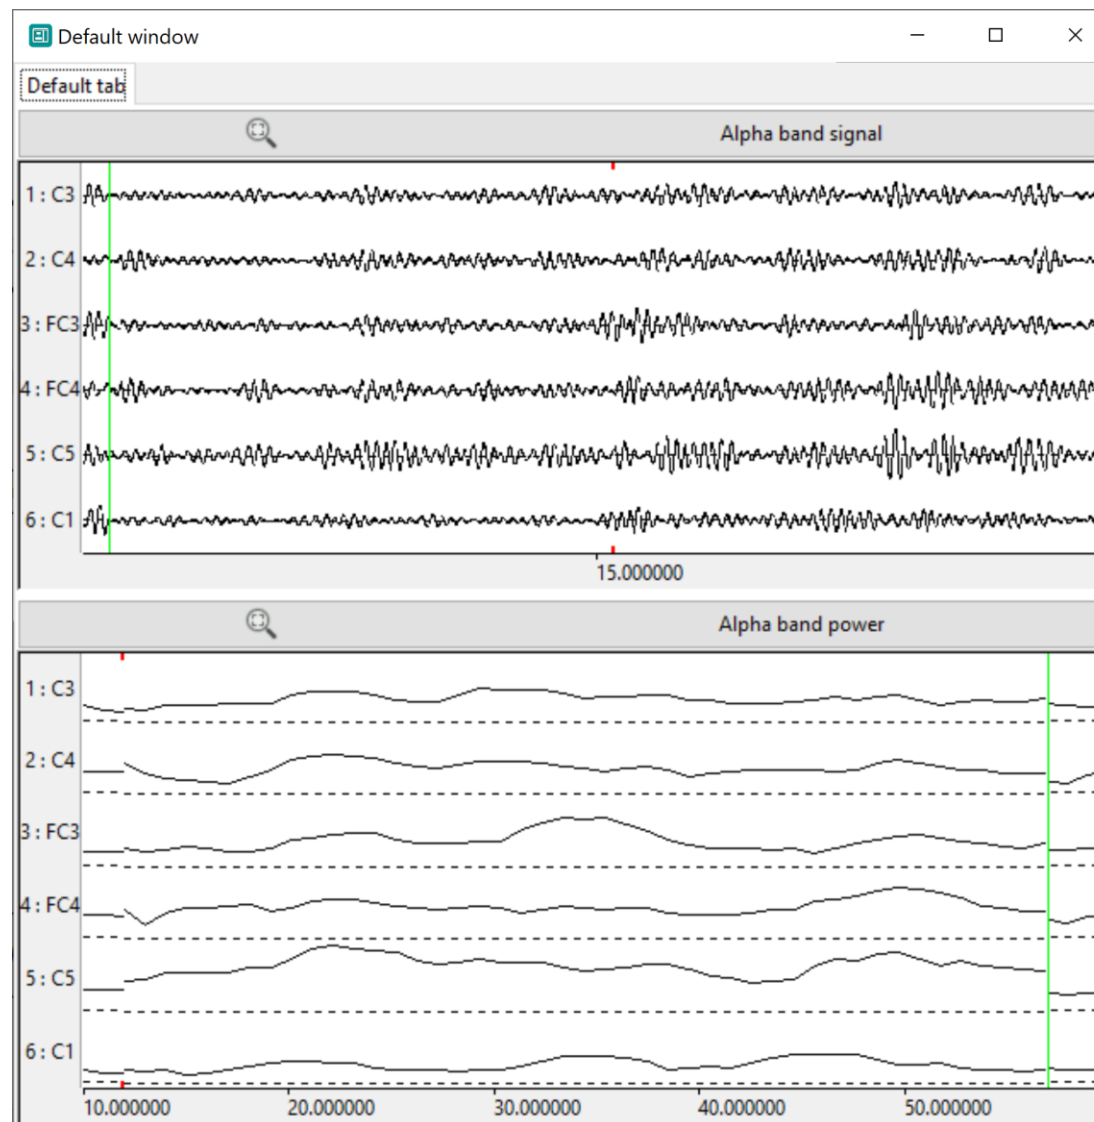 Default window
Default tab
Alpha band signal
1 : C3
2 : C4
3 : FC3
4 : FC4
5 : C5
6 : C1
15.000000
Alpha band power
1 : C3
2 : C4
3 : FC3
4 : FC4
5 : C5
6 : C1
10.000000 20.000000 30.000000 40.000000 50.000000